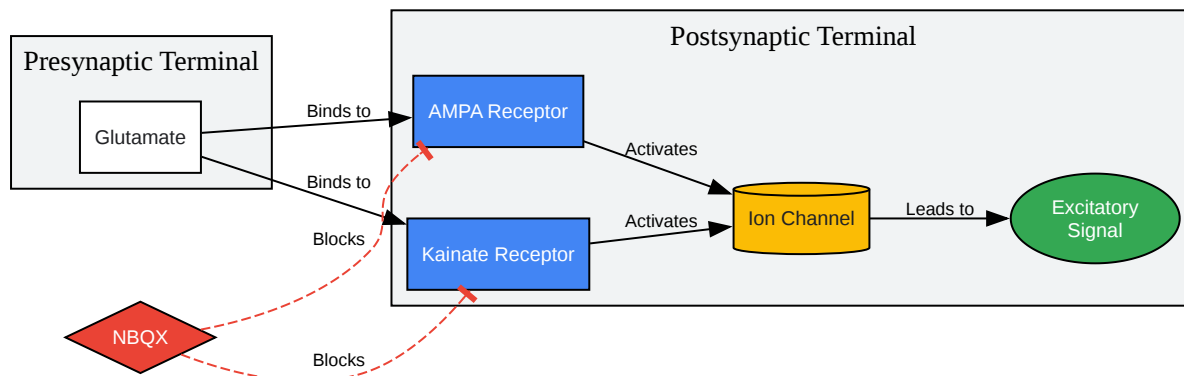 Postsynaptic Terminal
Presynaptic Terminal
Glutamate
Binds to
AMPA Receptor
Activates
Binds to
Blocks
Kainate Receptor
Activates
Ion Channel
Leads to
Excitatory
Signal
NBQX
Blocks